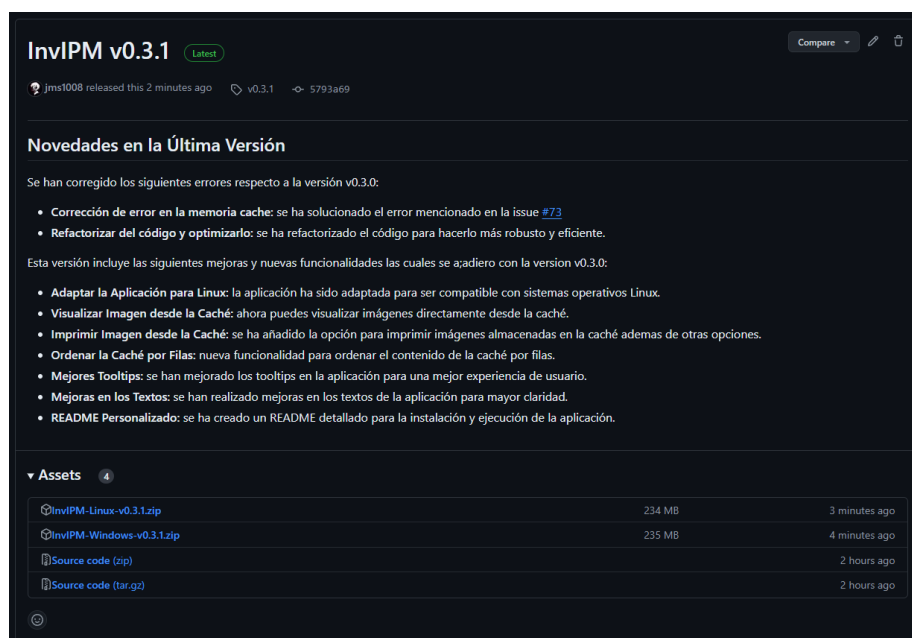 InvIPM v0.3.1 Latest
Compare
jms1008 released this 2 minutes ago v0.3.1 5793a69
Novedades en la Última Versión
Se han corregido los siguientes errores respecto a la versión v0.3.0:
• Corrección de error en la memoria cache: se ha solucionado el error mencionado en la issue #73
• Refactorizar del código y optimizarlo: se ha refactorizado el código para hacerlo más robusto y eficiente.
Esta versión incluye las siguientes mejoras y nuevas funcionalidades las cuales se a;adiero con la version v0.3.0:
• Adaptar la Aplicación para Linux: la aplicación ha sido adaptada para ser compatible con sistemas operativos Linux.
• Visualizar Imagen desde la Caché: ahora puedes visualizar imágenes directamente desde la caché.
• Imprimir Imagen desde la Caché: se ha añadido la opción para imprimir imágenes almacenadas en la caché ademas de otras opciones.
• Ordenar la Caché por Filas: nueva funcionalidad para ordenar el contenido de la caché por filas.
• Mejores Tooltips: se han mejorado los tooltips en la aplicación para una mejor experiencia de usuario.
• Mejoras en los Textos: se han realizado mejoras en los textos de la aplicación para mayor claridad.
• README Personalizado: se ha creado un README detallado para la instalación y ejecución de la aplicación.
Assets 4
InvIPM-Linux-v0.3.1.zip 234 MB 3 minutes ago
InvIPM-Windows-v0.3.1.zip 235 MB 4 minutes ago
Source code (zip) 2 hours ago
Source code (tar.gz) 2 hours ago